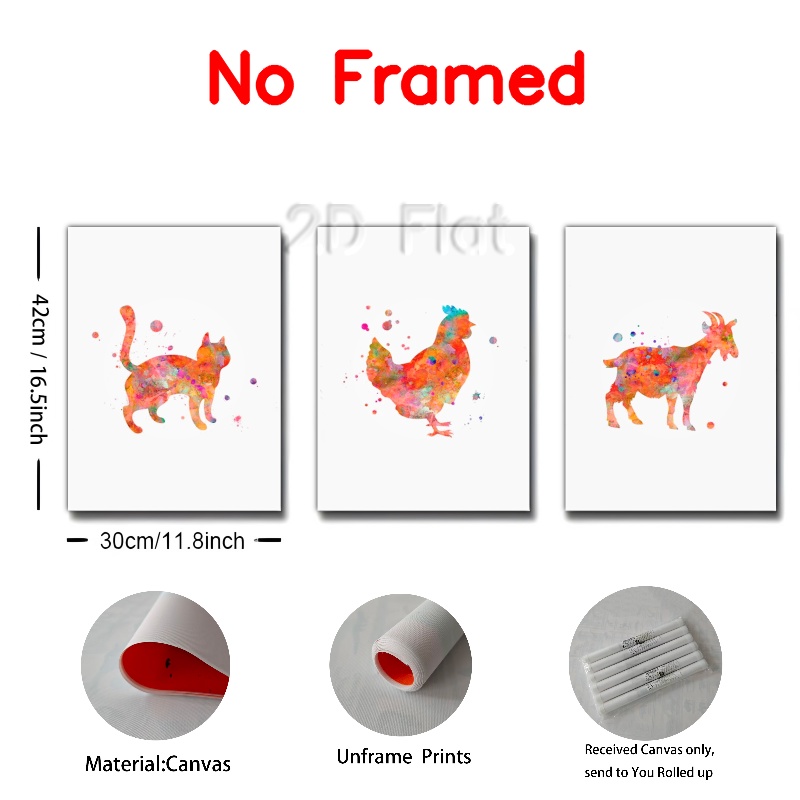 No Framed
2D Flat
42cm / 16.5inch
30cm/11.8inch
Material:Canvas
Unframe Prints
Received Canvas only,
send to You Rolled up